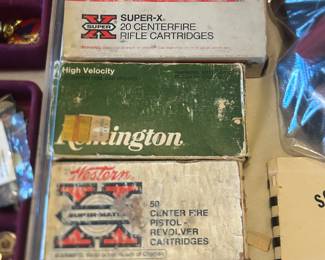 SUPER-X®
SUPER
20 CENTERFIRE
RIFLE CARTRIDGES
X
High Velocity
Remington
Western
SUPER-MATCH
50
CENTER FIRE
PISTOL-
REVOLVER
CARTRIDGES
S